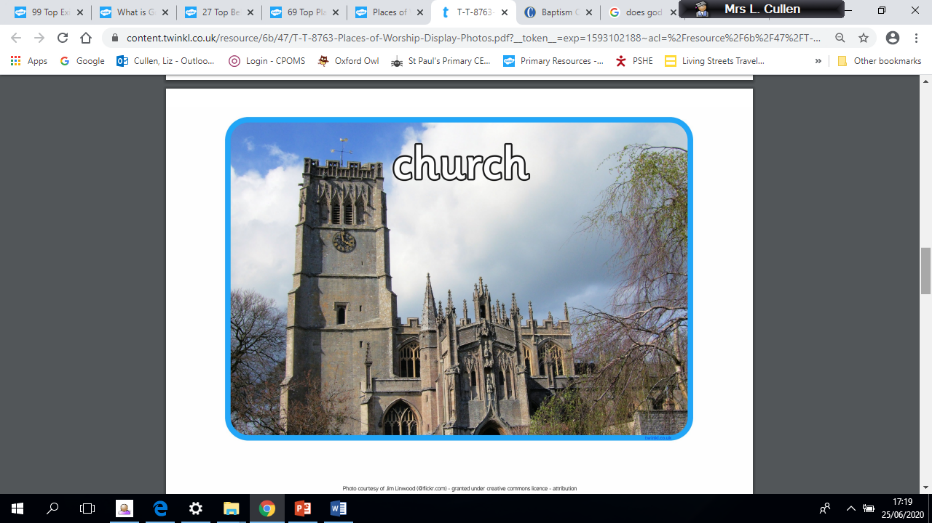 99 Top Ex
What is G
27 Top Be
69 Top Pl
Places of
T-T-8763
Baptism
does god
Mrs L. Cullen
content.twinkl.co.uk/resource/6b/47/T-T-8763-Places-of-Worship-Display-Photos.pdf?__token__=exp=1593102188~acl=%2Fresource%2F6b%2F47%2FT-...
Apps Google Cullen, Liz - Outloo... Login - CPOMS Oxford Owl St Paul's Primary CE... Primary Resources -... PSHE Living Streets Travel... » Other bookmarks
church
Photo courtesy of Jim Linwood (@flickr.com) - granted under creative commons licence - attribution
17:19
25/06/2020